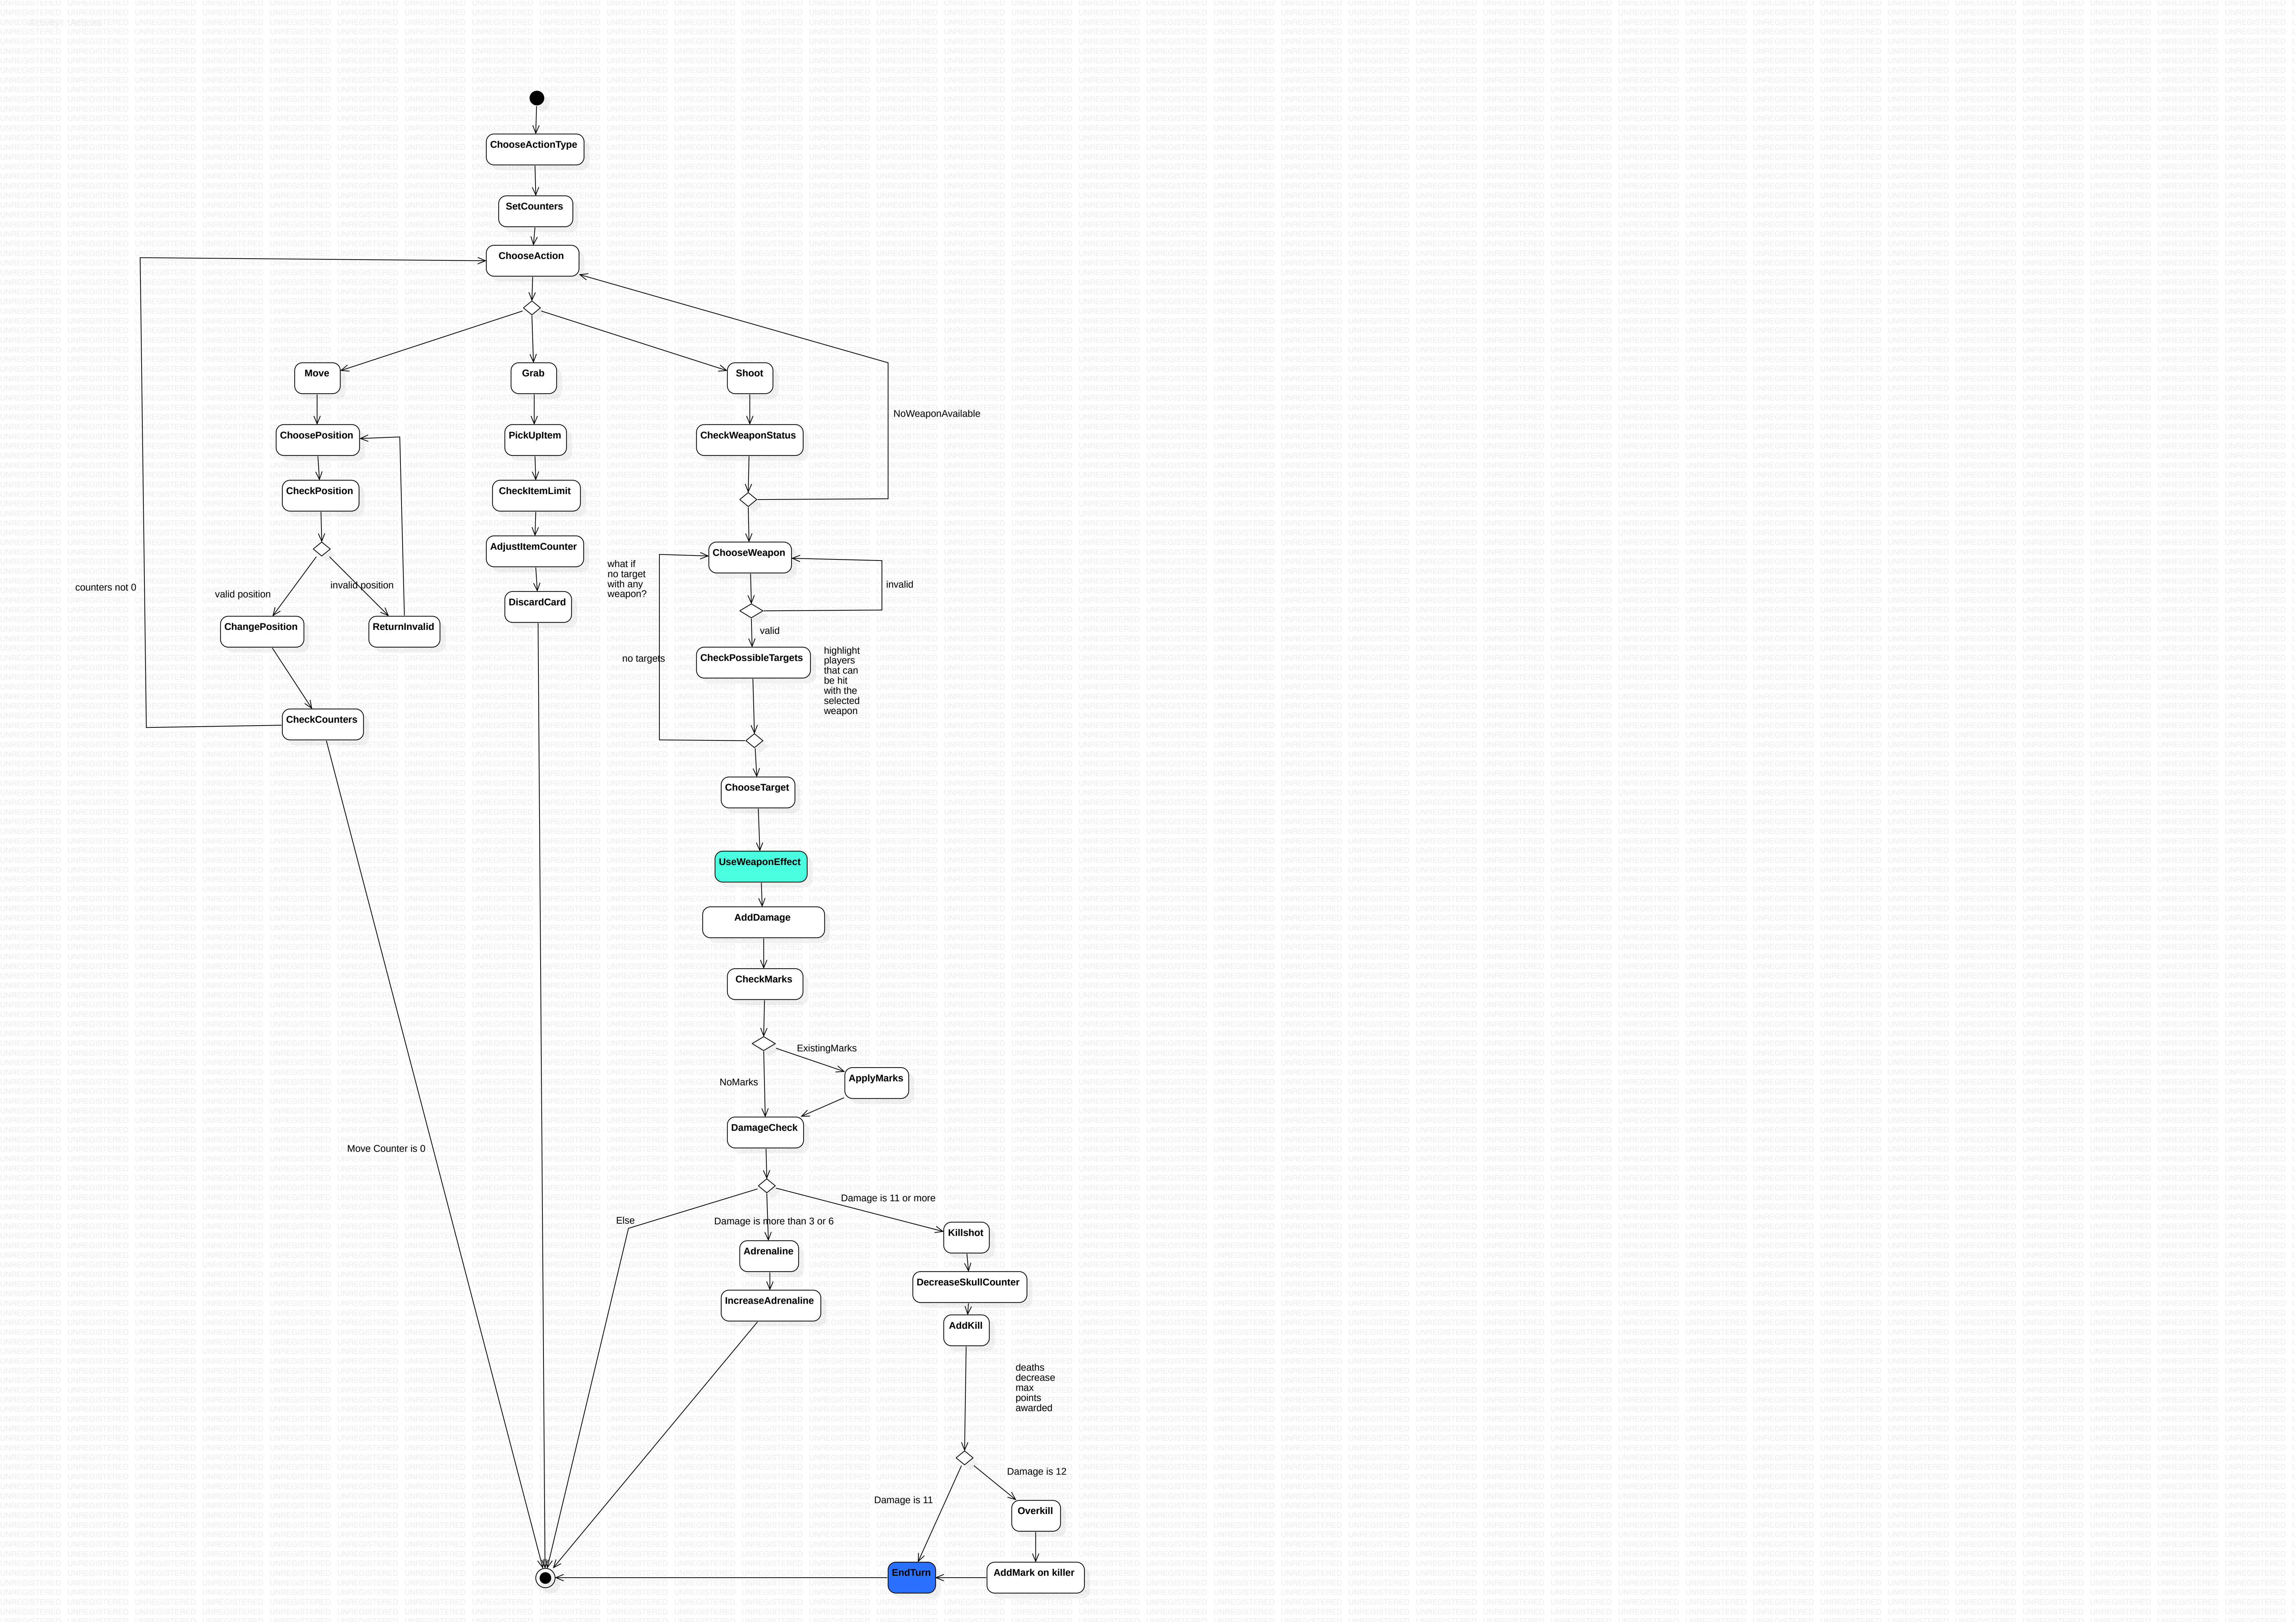 ChooseActionType
SetCounters
ChooseAction
Move
Grab
Shoot
NoWeaponAvailable
ChoosePosition
PickUpItem
CheckWeaponStatus
CheckPosition
CheckItemLimit
AdjustItemCounter
ChooseWeapon
what if
no target
with any
weapon?
invalid
counters not 0
valid position
invalid position
DiscardCard
ChangePosition
ReturnInvalid
valid
no targets
CheckPossibleTargets
highlight
players
that can
be hit
with the
selected
weapon
CheckCounters
ChooseTarget
UseWeaponEffect
AddDamage
CheckMarks
ExistingMarks
NoMarks
ApplyMarks
DamageCheck
Move Counter is 0
Damage is 11 or more
Else
Damage is more than 3 or 6
Killshot
Adrenaline
DecreaseSkullCounter
IncreaseAdrenaline
AddKill
deaths
decrease
max
points
awarded
Damage is 12
Damage is 11
Overkill
EndTurn
AddMark on killer
UNREGISTERED